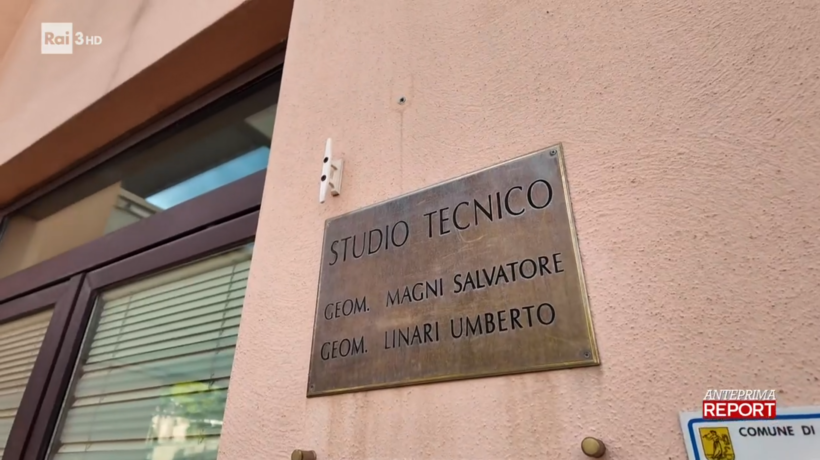 Rai 3 HD
STUDIO TECNICO
GEOM. MAGNI SALVATORE
GEOM. LINARI UMBERTO
ANTEPRIMA
REPORT
COMUNE DI